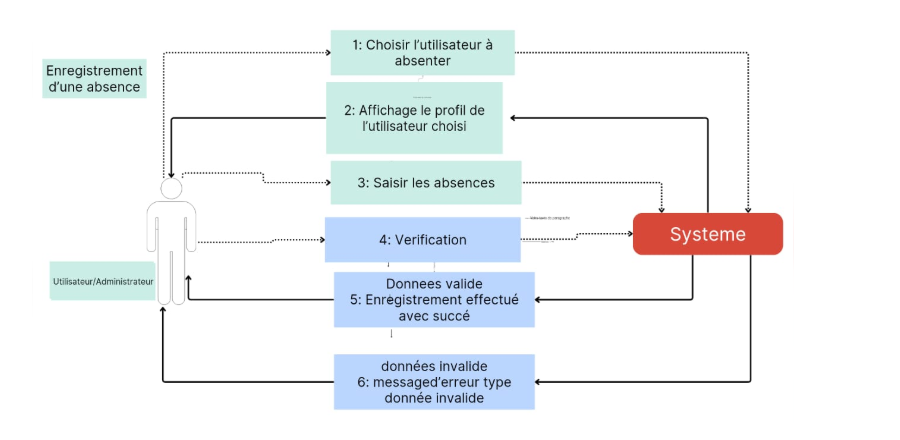 1: Choisir l'utilisateur à
absenter
Enregistrement
d'une absence
2: Affichage le profil de
l'utilisateur choisi
3: Saisir les absences
4: Verification
Systeme
Utilisateur/Administrateur
Donnees valide
5: Enregistrement effectué
avec succé
données invalide
6: messaged'erreur type
donnée invalide